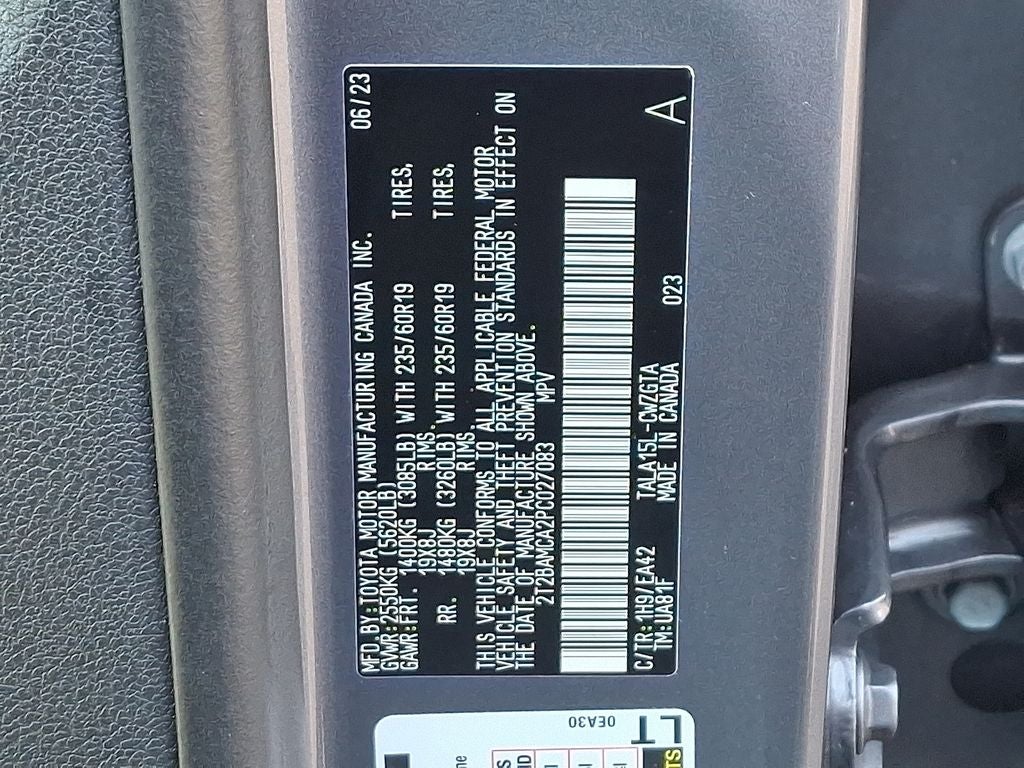 MFD.BY:TOYOTA MOTOR MANUFACTURING CANADA INC. 06/23
GVWR:2550KG (5620LB)
GAWR:FRT. 1400KG (3085LB) WITH 235/60R19 TIRES,
19X8J RIMS.
RR. 1480KG (3260LB) WITH 235/60R19 TIRES,
19X8J RIMS.
THIS VEHICLE CONFORMS TO ALL APPLICABLE FEDERAL MOTOR
VEHICLE SAFETY AND THEFT PREVENTION STANDARDS IN EFFECT ON
THE DATE OF MANUFACTURE SHOWN ABOVE.
2T2BAMCA2PC027083 MPV
C/TR:1H9/EA42 TALA15L-CWZGTA 023
TM:UA81F MADE IN CANADA A
0EA30